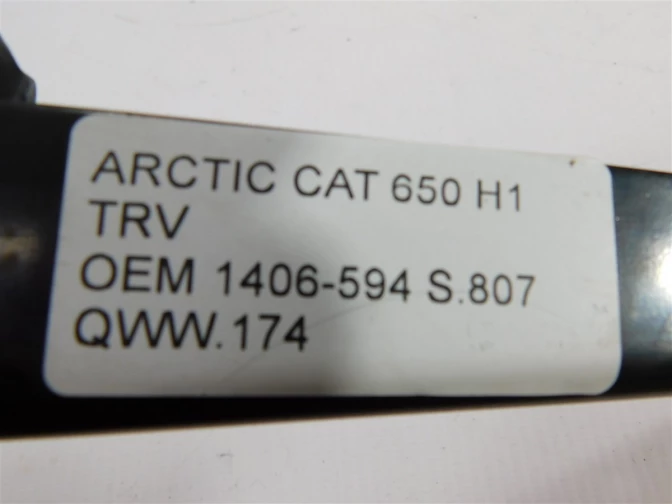 ARCTIC CAT 650 H1
TRV
OEM 1406-594 S.807
QWW.174